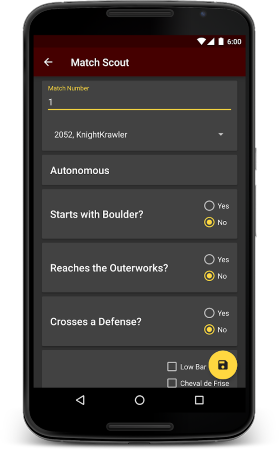 6:00
Match Scout
Match Number
1
2052, KnightKrawler
Autonomous
Starts with Boulder?
Yes
No
Reaches the Outerworks?
Yes
No
Crosses a Defense?
Yes
No
Low Bar
Cheval de Frise